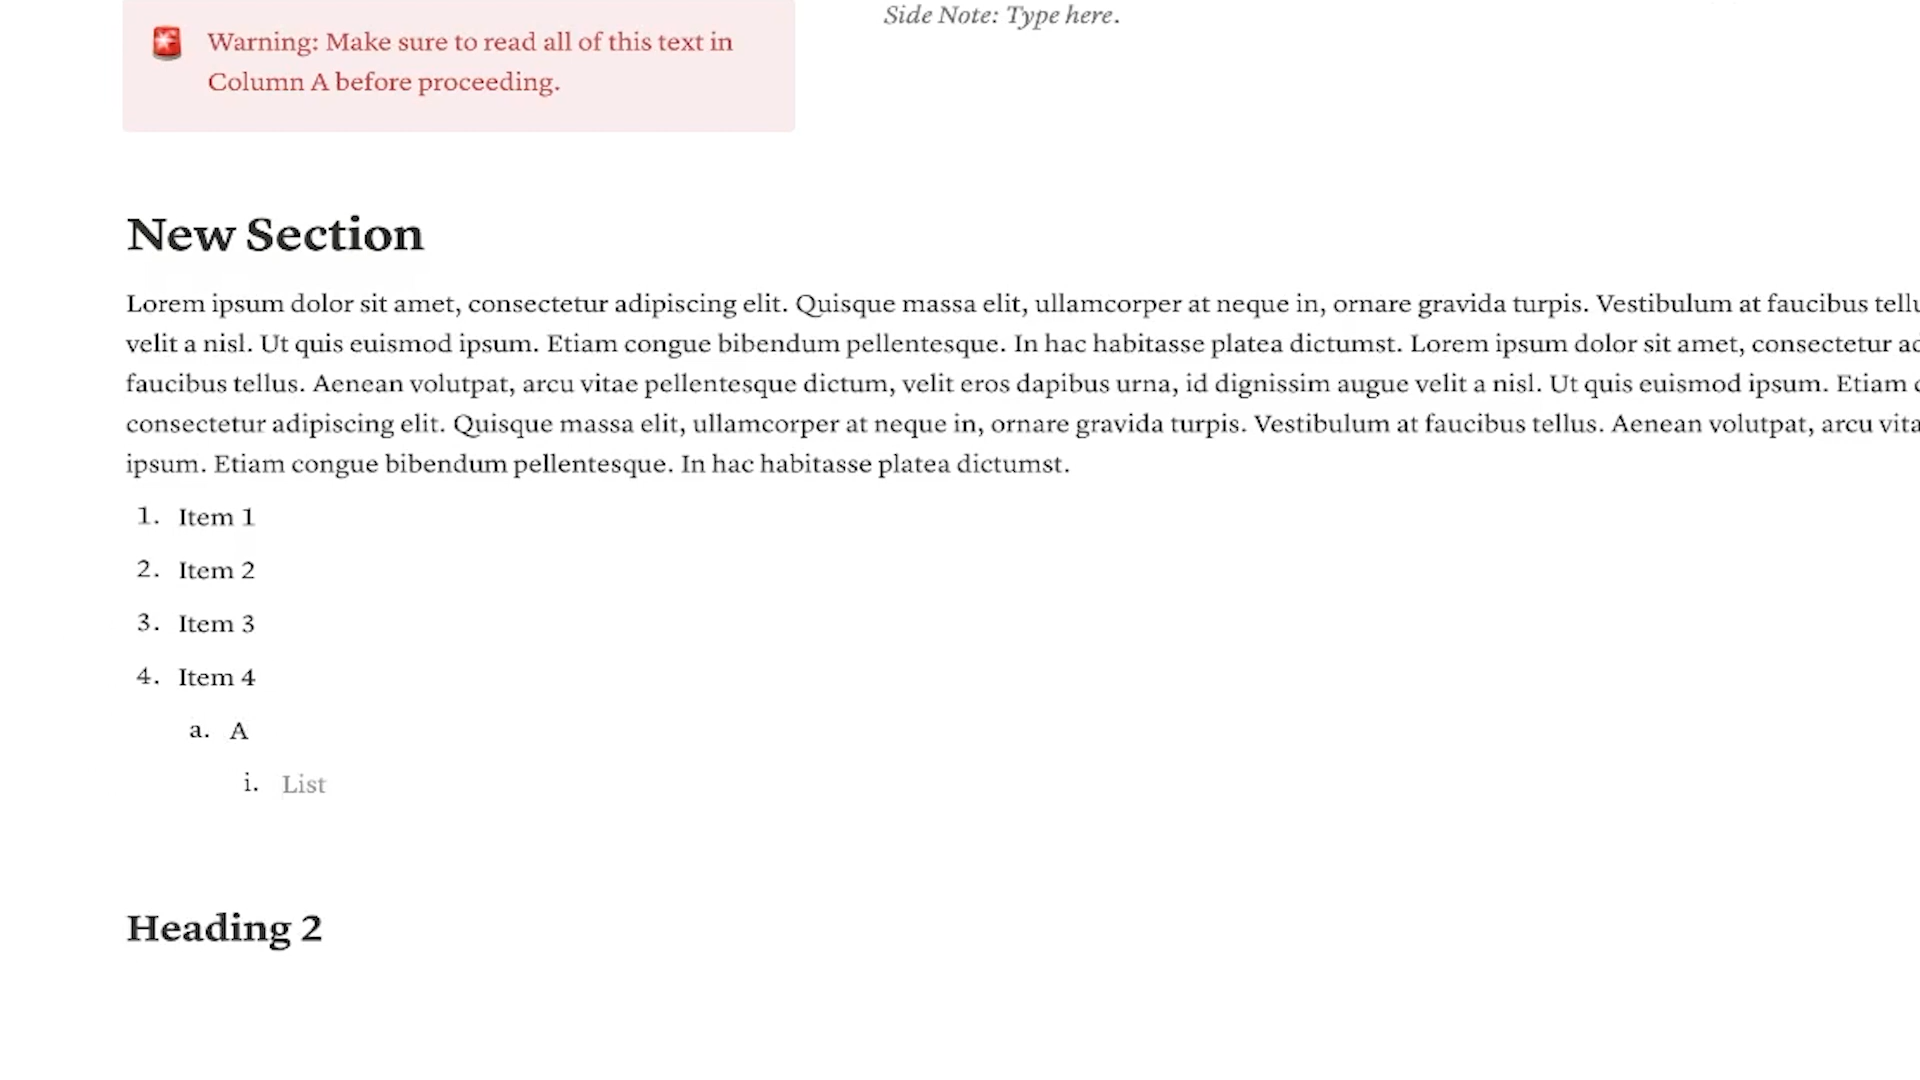 Warning: Make sure to read all of this text in
Column A before proceeding.
Side Note: Type here.
New Section
Lorem ipsum dolor sit amet, consectetur adipiscing elit. Quisque massa elit, ullamcorper at neque in, ornare gravida turpis. Vestibulum at faucibus
velit a nisl. Ut quis euismod ipsum. Etiam congue bibendum pellentesque. In hac habitasse platea dictumst. Lorem ipsum dolor sit amet, consectetur
faucibus tellus. Aenean volutpat, arcu vitae pellentesque dictum, velit eros dapibus urna, id dignissim augue velit a nisl. Ut quis euismod ipsum. Etiam
consectetur adipiscing elit. Quisque massa elit, ullamcorper at neque in, ornare gravida turpis. Vestibulum at faucibus tellus. Aenean volutpat, arcu
ipsum. Etiam congue bibendum pellentesque. In hac habitasse platea dictumst.
1. Item 1
2. Item 2
3. Item 3
4. Item 4
a. A
i. List
Heading 2